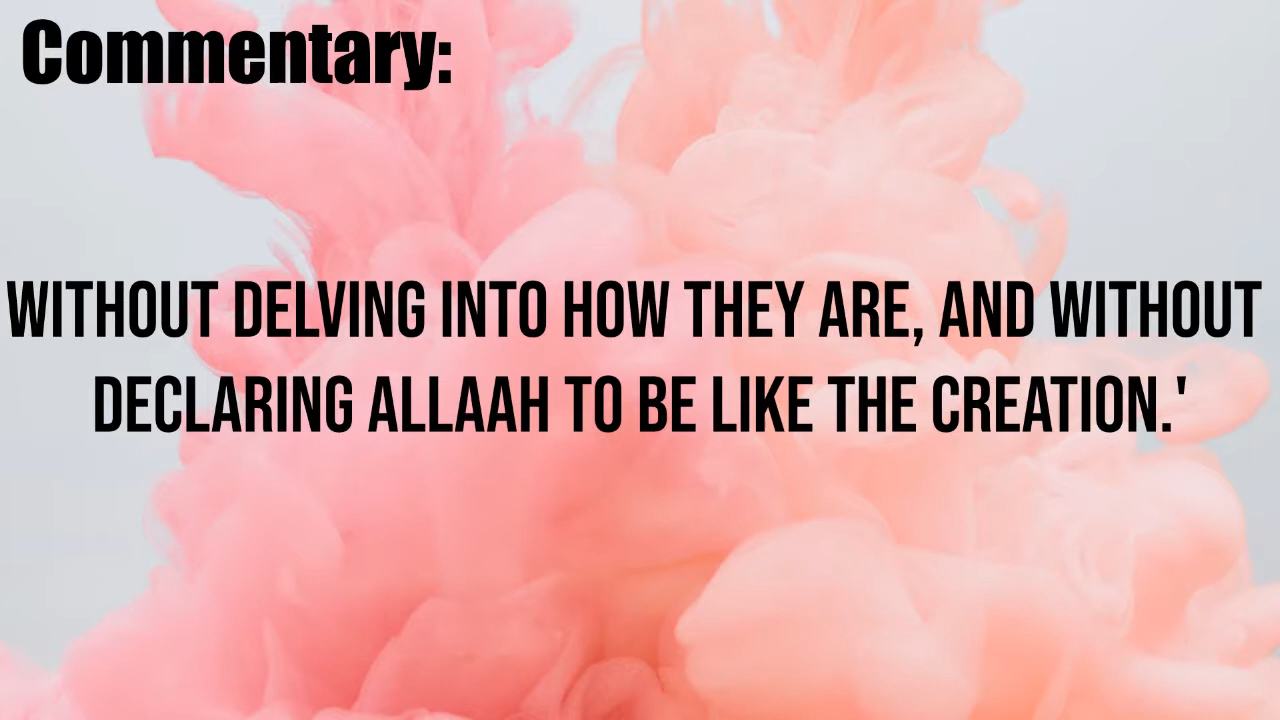 Commentary:
WITHOUT DELVING INTO HOW THEY ARE, AND WITHOUT
DECLARING ALLAAH TO BE LIKE THE CREATION.'